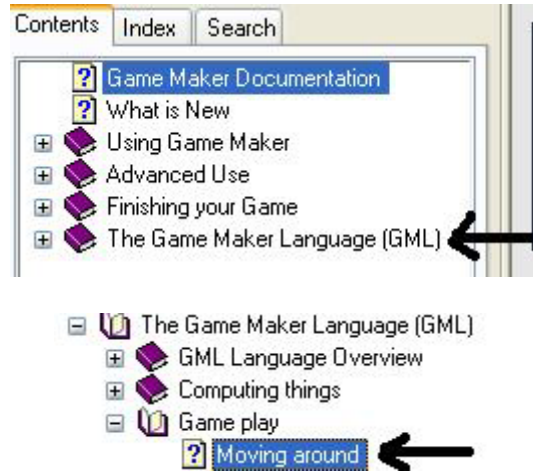 Contents Index Search
Game Maker Documentation
What is New
Using Game Maker
Advanced Use
Finishing your Game
The Game Maker Language (GML)
The Game Maker Language (GML)
GML Language Overview
Computing things
Game play
Moving around